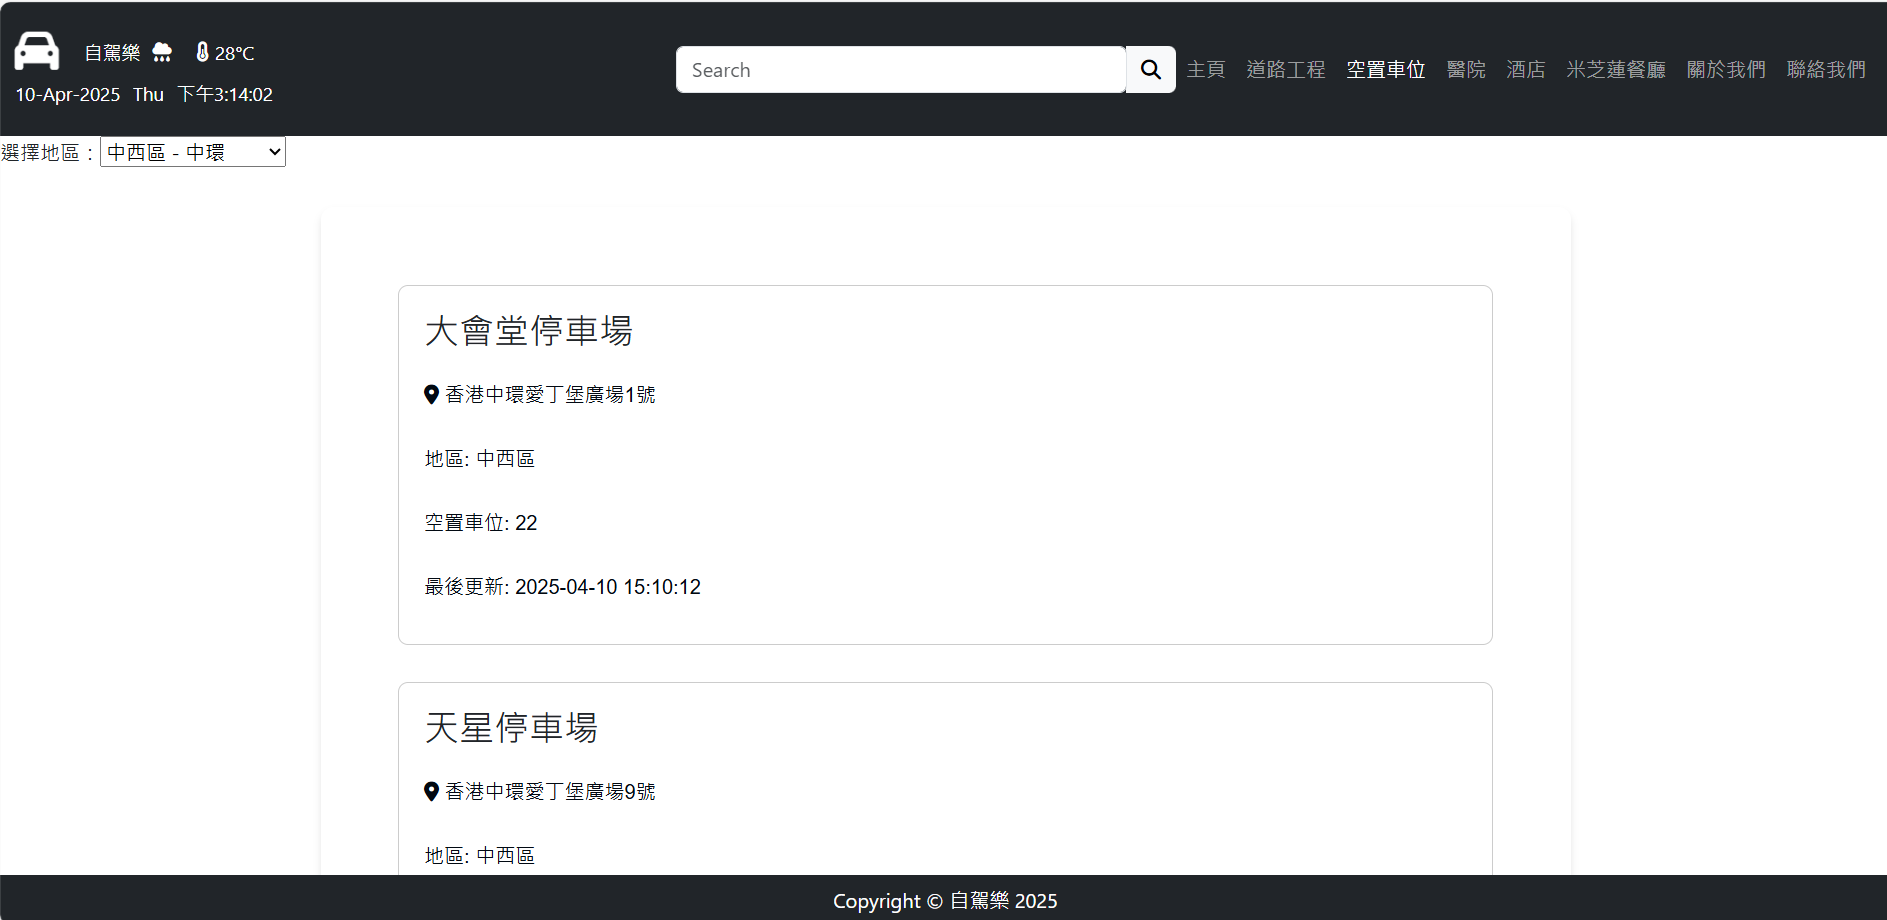 自駕樂 28°C
10-Apr-2025 Thu 下午3:14:02
Search
主頁 道路工程 空置車位 醫院 酒店 米芝蓮餐廳 關於我們 聯絡我們
選擇地區：中西區 - 中環
大會堂停車場
香港中環愛丁堡廣場1號
地區: 中西區
空置車位: 22
最後更新: 2025-04-10 15:10:12
天星停車場
香港中環愛丁堡廣場9號
地區: 中西區
Copyright © 自駕樂 2025